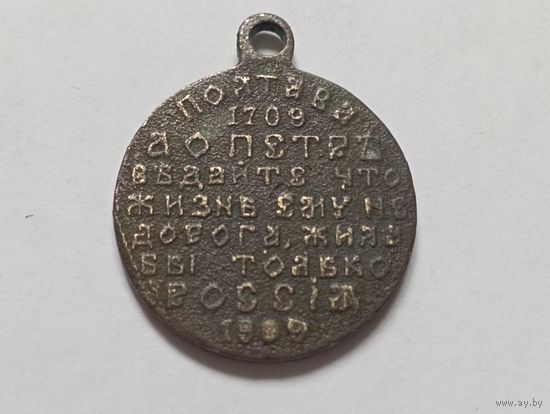 ПОЛТАВА
1709
А О ПЕТРѢ
ВѢДАЙТЕ ЧТО
ЖИЗНЬ ЕМУ НЕ
ДОРОГА, ЖИЛА
БЫ ТОЛЬКО
РОССІЯ
1909
www.ay.by